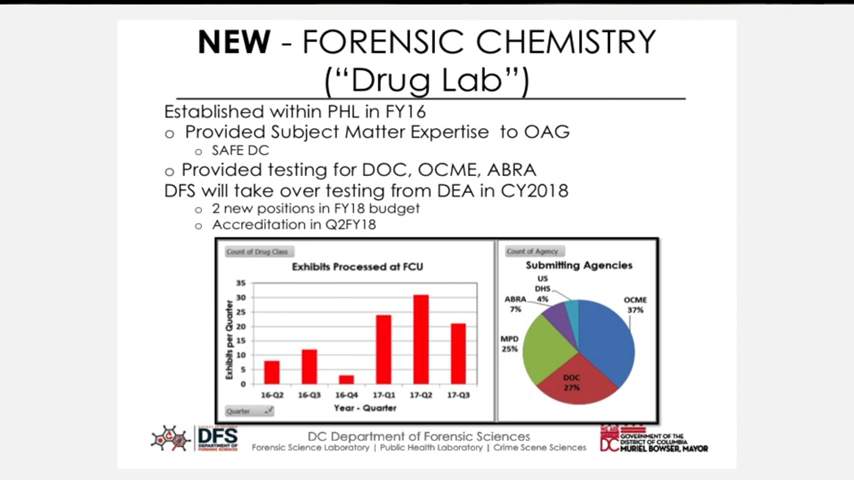 NEW - FORENSIC CHEMISTRY
("Drug Lab")
Established within PHL in FY16
o Provided Subject Matter Expertise to OAG
o SAFE DC
o Provided testing for DOC, OCME, ABRA
DFS will take over testing from DEA in CY2018
o 2 new positions in FY18 budget
o Accreditation in Q2FY18
Count of Drug Class
Exhibits Processed at FCU
Exhibits per Quarter
35
30
25
20
15
10
5
0
16-Q2 16-Q3 16-Q4 17-Q1 17-Q2 17-Q3
Year - Quarter
Quarter
Count of Agency
Submitting Agencies
US
DHS
4%
ABRA
7%
OCME
37%
MPD
25%
DOC
27%
DFS
DEPARTMENT OF
FORENSIC SCIENCES
DC Department of Forensic Sciences
Forensic Science Laboratory | Public Health Laboratory | Crime Scene Sciences
DC
GOVERNMENT OF THE
DISTRICT OF COLUMBIA
MURIEL BOWSER, MAYOR